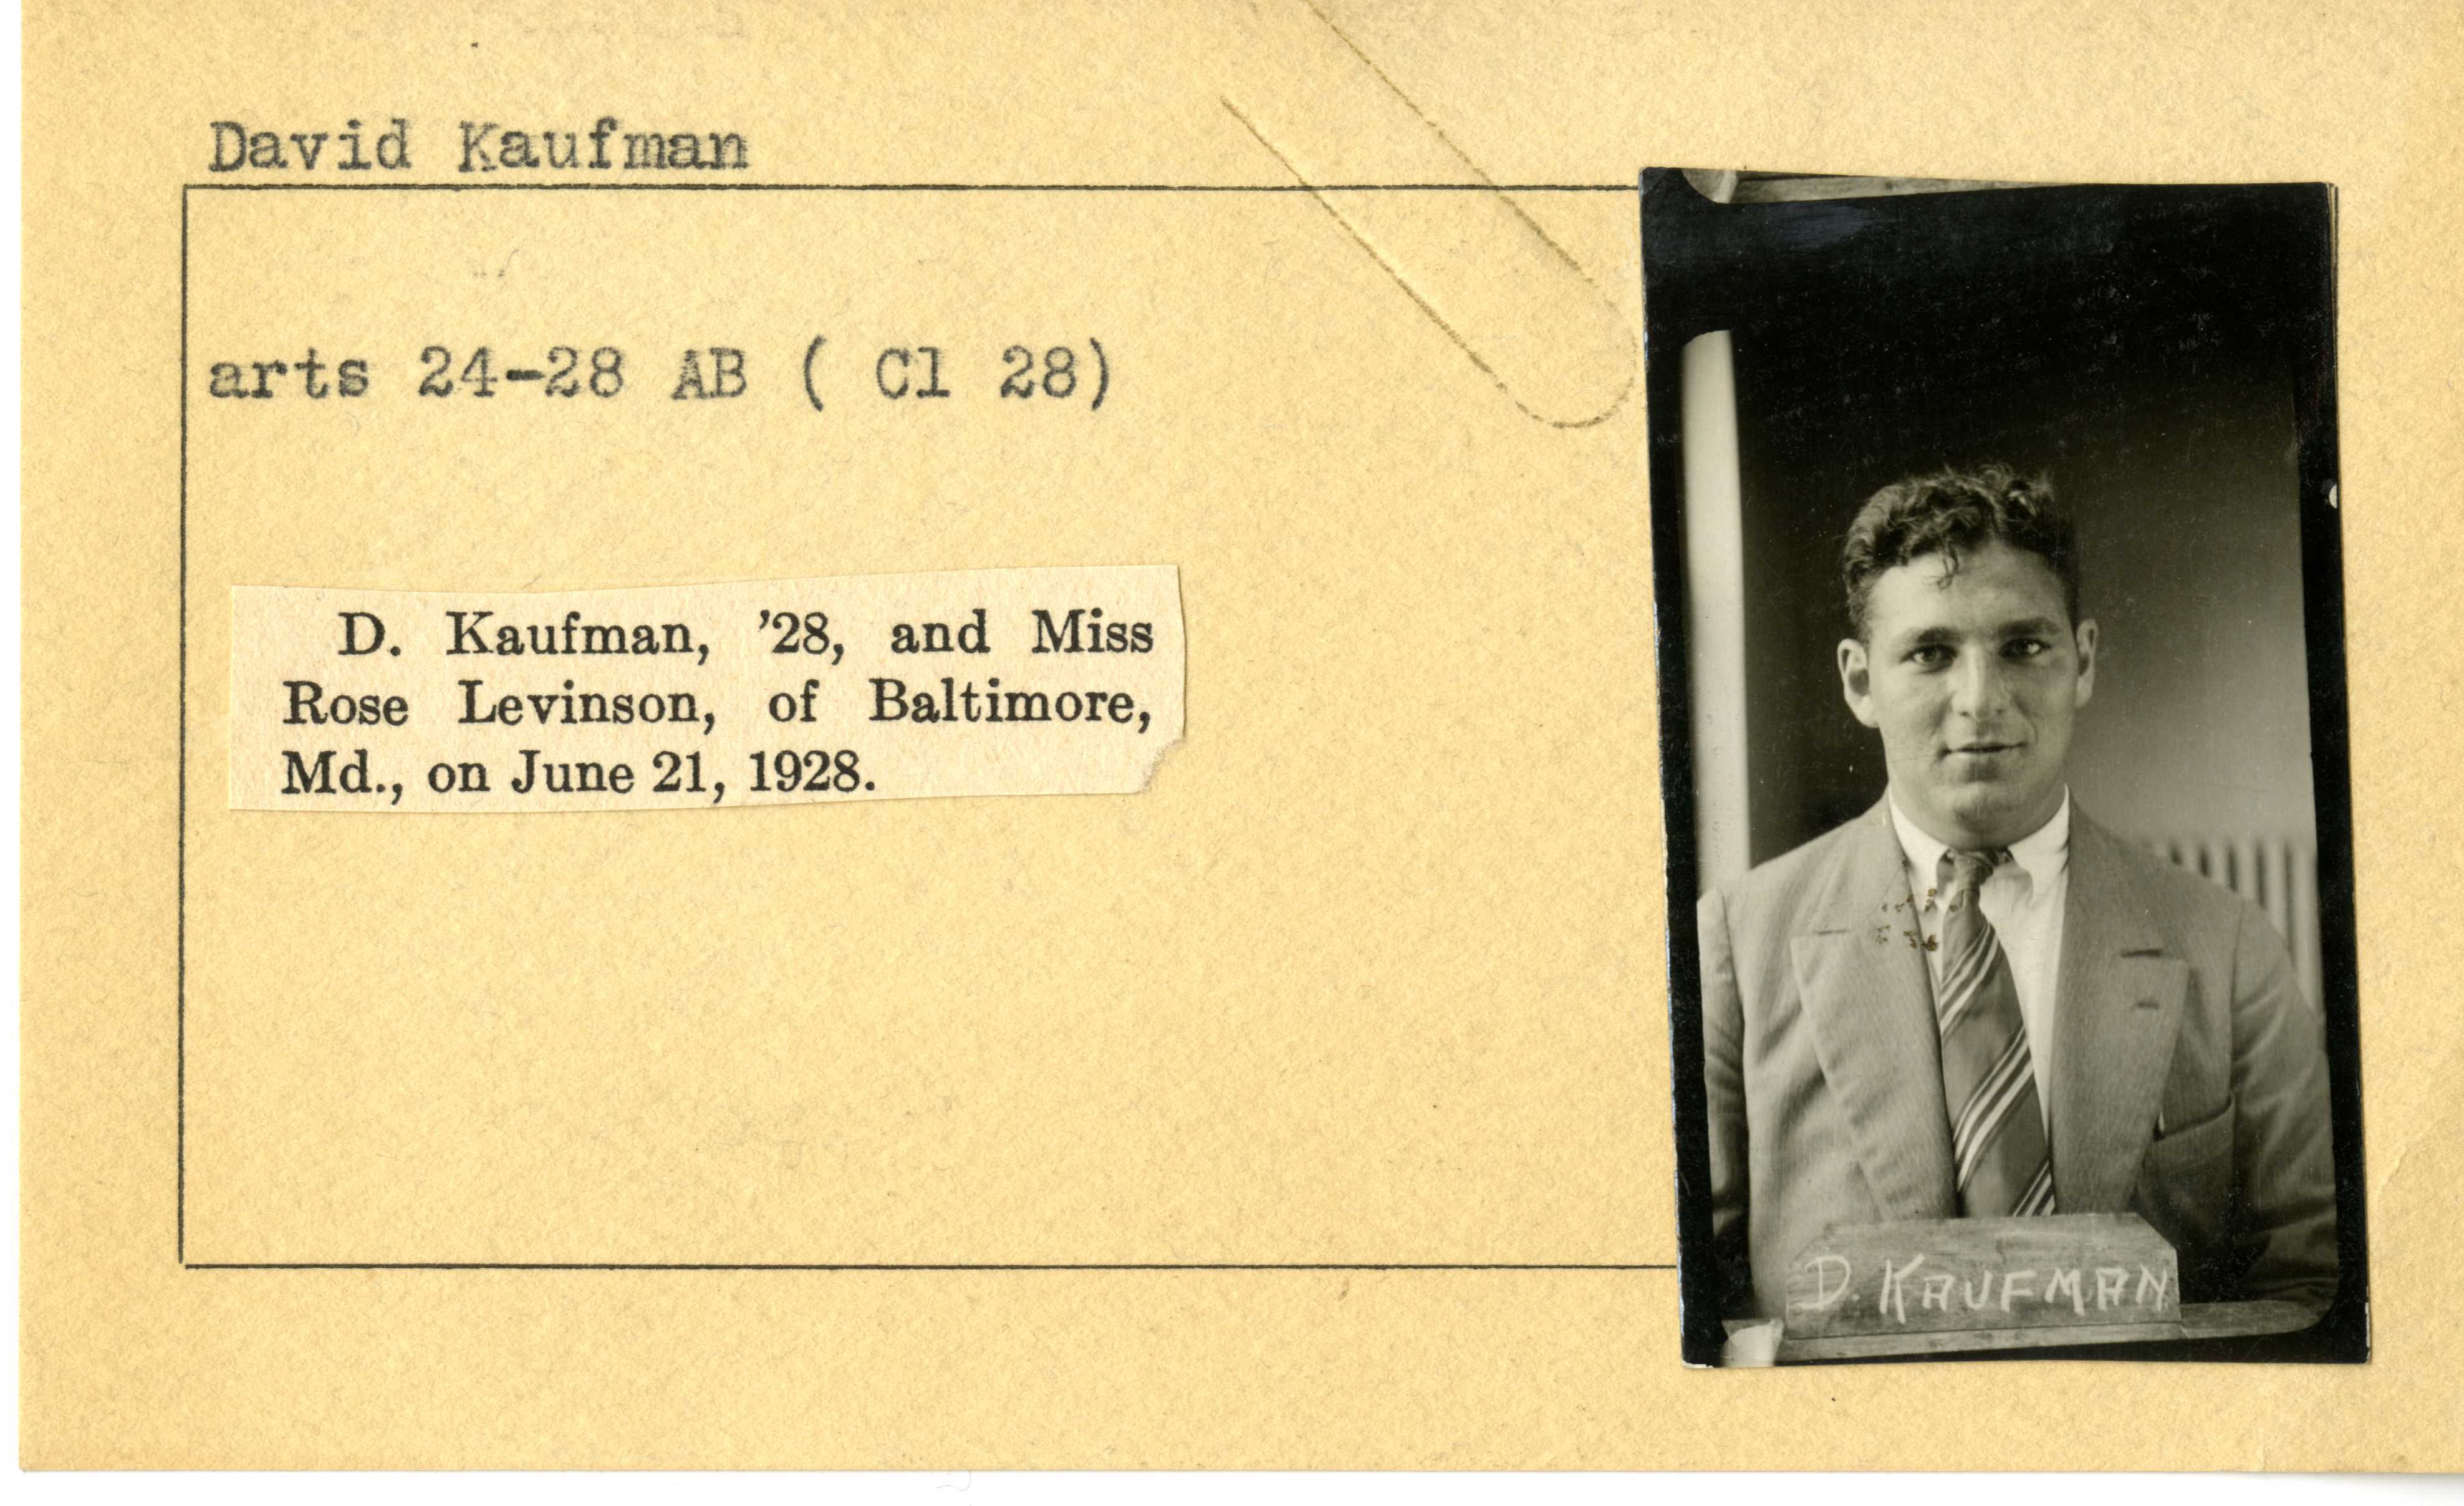 David Kaufman
arts 24-28 AB ( Cl 28)
D. Kaufman, '28, and Miss
Rose Levinson, of Baltimore,
Md., on June 21, 1928.
D. KAUFMAN